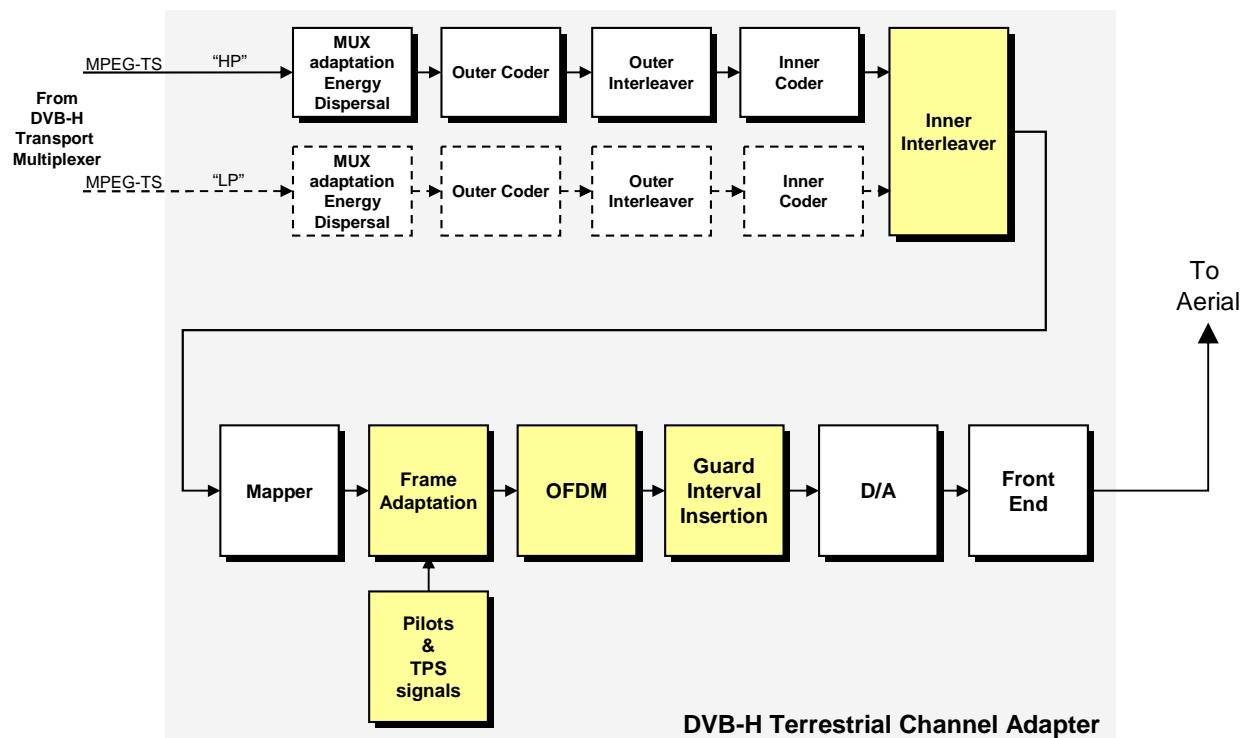 MPEG-TS
“HP”
MUX
adaptation
Energy
Dispersal
Outer Coder
Outer
Interleaver
Inner
Coder
Inner
Interleaver
From
DVB-H
Transport
Multiplexer
MPEG-TS
“LP”
MUX
adaptation
Energy
Dispersal
Outer Coder
Outer
Interleaver
Inner
Coder
To
Aerial
Mapper
Frame
Adaptation
OFDM
Guard
Interval
Insertion
D/A
Front
End
Pilots
&
TPS
signals
DVB-H Terrestrial Channel Adapter